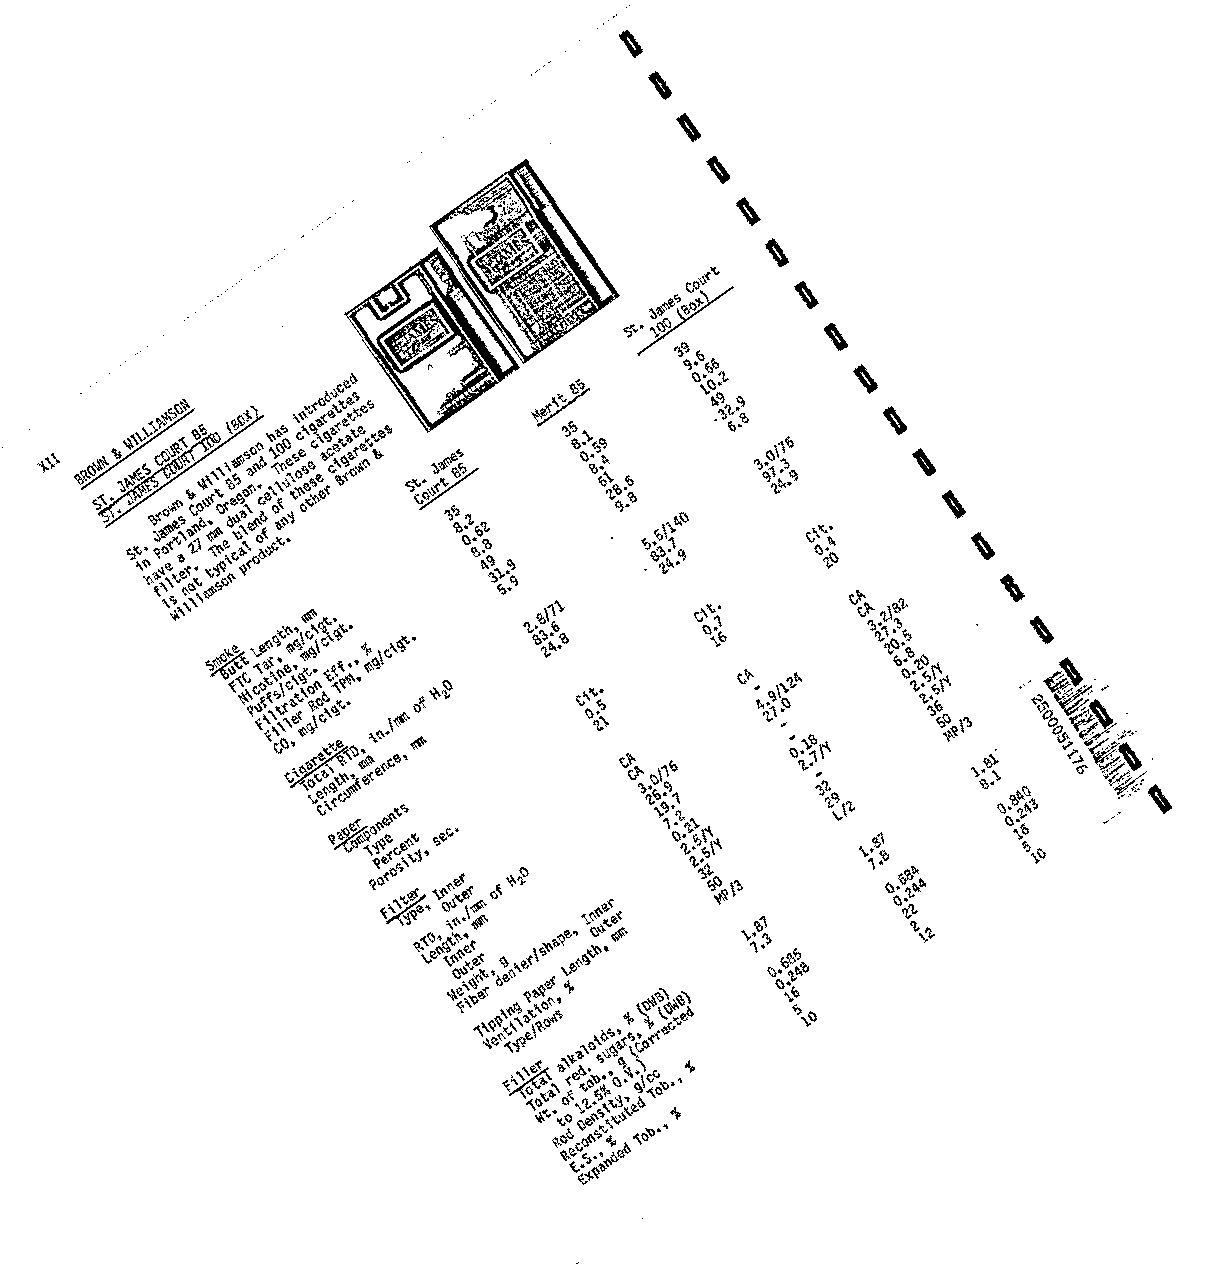 XII
BROWN & WILLIAMSON
ST. JAMES COURT 85
ST. JAMES COURT 100 (BOX)
Brown & Williamson has introduced
St. James Court 85 and 100 cigarettes
in Portland, Oregon. These cigarettes
have a 27 mm dual cellulose acetate
filter. The blend of these cigarettes
is not typical of any other Brown &
Williamson product.
St. James Court 85 Merit 85 St. James Court 100 (Box)
Smoke
Butt Length, mm 35 35 39
FTC Tar, mg/cigt. 8.2 8.1 9.6
Nicotine, mg/cigt. 0.62 0.59 0.66
Puffs/cigt. 8.8 8.4 10.2
Filtration Eff., % 49 61 49
Filler Rod TPM, mg/cigt. 31.9 28.6 32.9
CO, mg/cigt. 5.9 9.8 6.8
Cigarette
Total RTD, in./mm of H2O 2.8/71 5.5/140 3.0/76
Length, mm 83.6 83.7 97.3
Circumference, mm 24.8 24.9 24.9
Paper
Components
Type Cit. Cit. Cit.
Percent 0.5 0.7 0.4
Porosity, sec. 21 16 20
Filter
Type, Inner CA CA CA
Outer CA - CA
RTD, in./mm of H2O 3.0/76 4.9/124 3.2/82
Length, mm 26.9 27.0 27.3
Inner 19.7 - 20.5
Outer 7.2 - 6.8
Weight, g 0.21 0.18 0.20
Fiber denier/shape, Inner 2.5/Y 2.7/Y 2.5/Y
Outer 2.5/Y - 2.5/Y
Tipping Paper Length, mm 32 32 36
Ventilation, % 50 29 50
Type/Rows MP/3 L/2 MP/3
Filler
Total alkaloids, % (DWB) 1.87 1.87 1.81
Total red. sugars, % (DWB) 7.3 7.8 8.1
Wt. of tob., g (Corrected
to 12.5% O.V.) 0.685 0.684 0.840
Rod Density, g/cc 0.248 0.244 0.243
Reconstituted Tob., % 16 22 16
E.S., % 5 2 5
Expanded Tob., % 10 12 10
2500051176